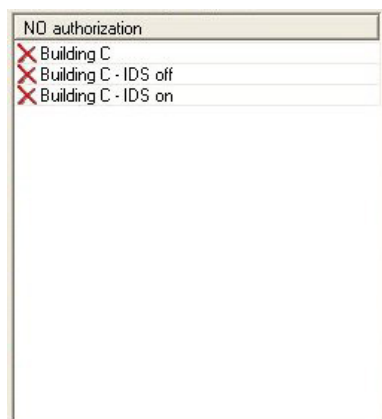 NO authorization
Building C
Building C - IDS off
Building C - IDS on